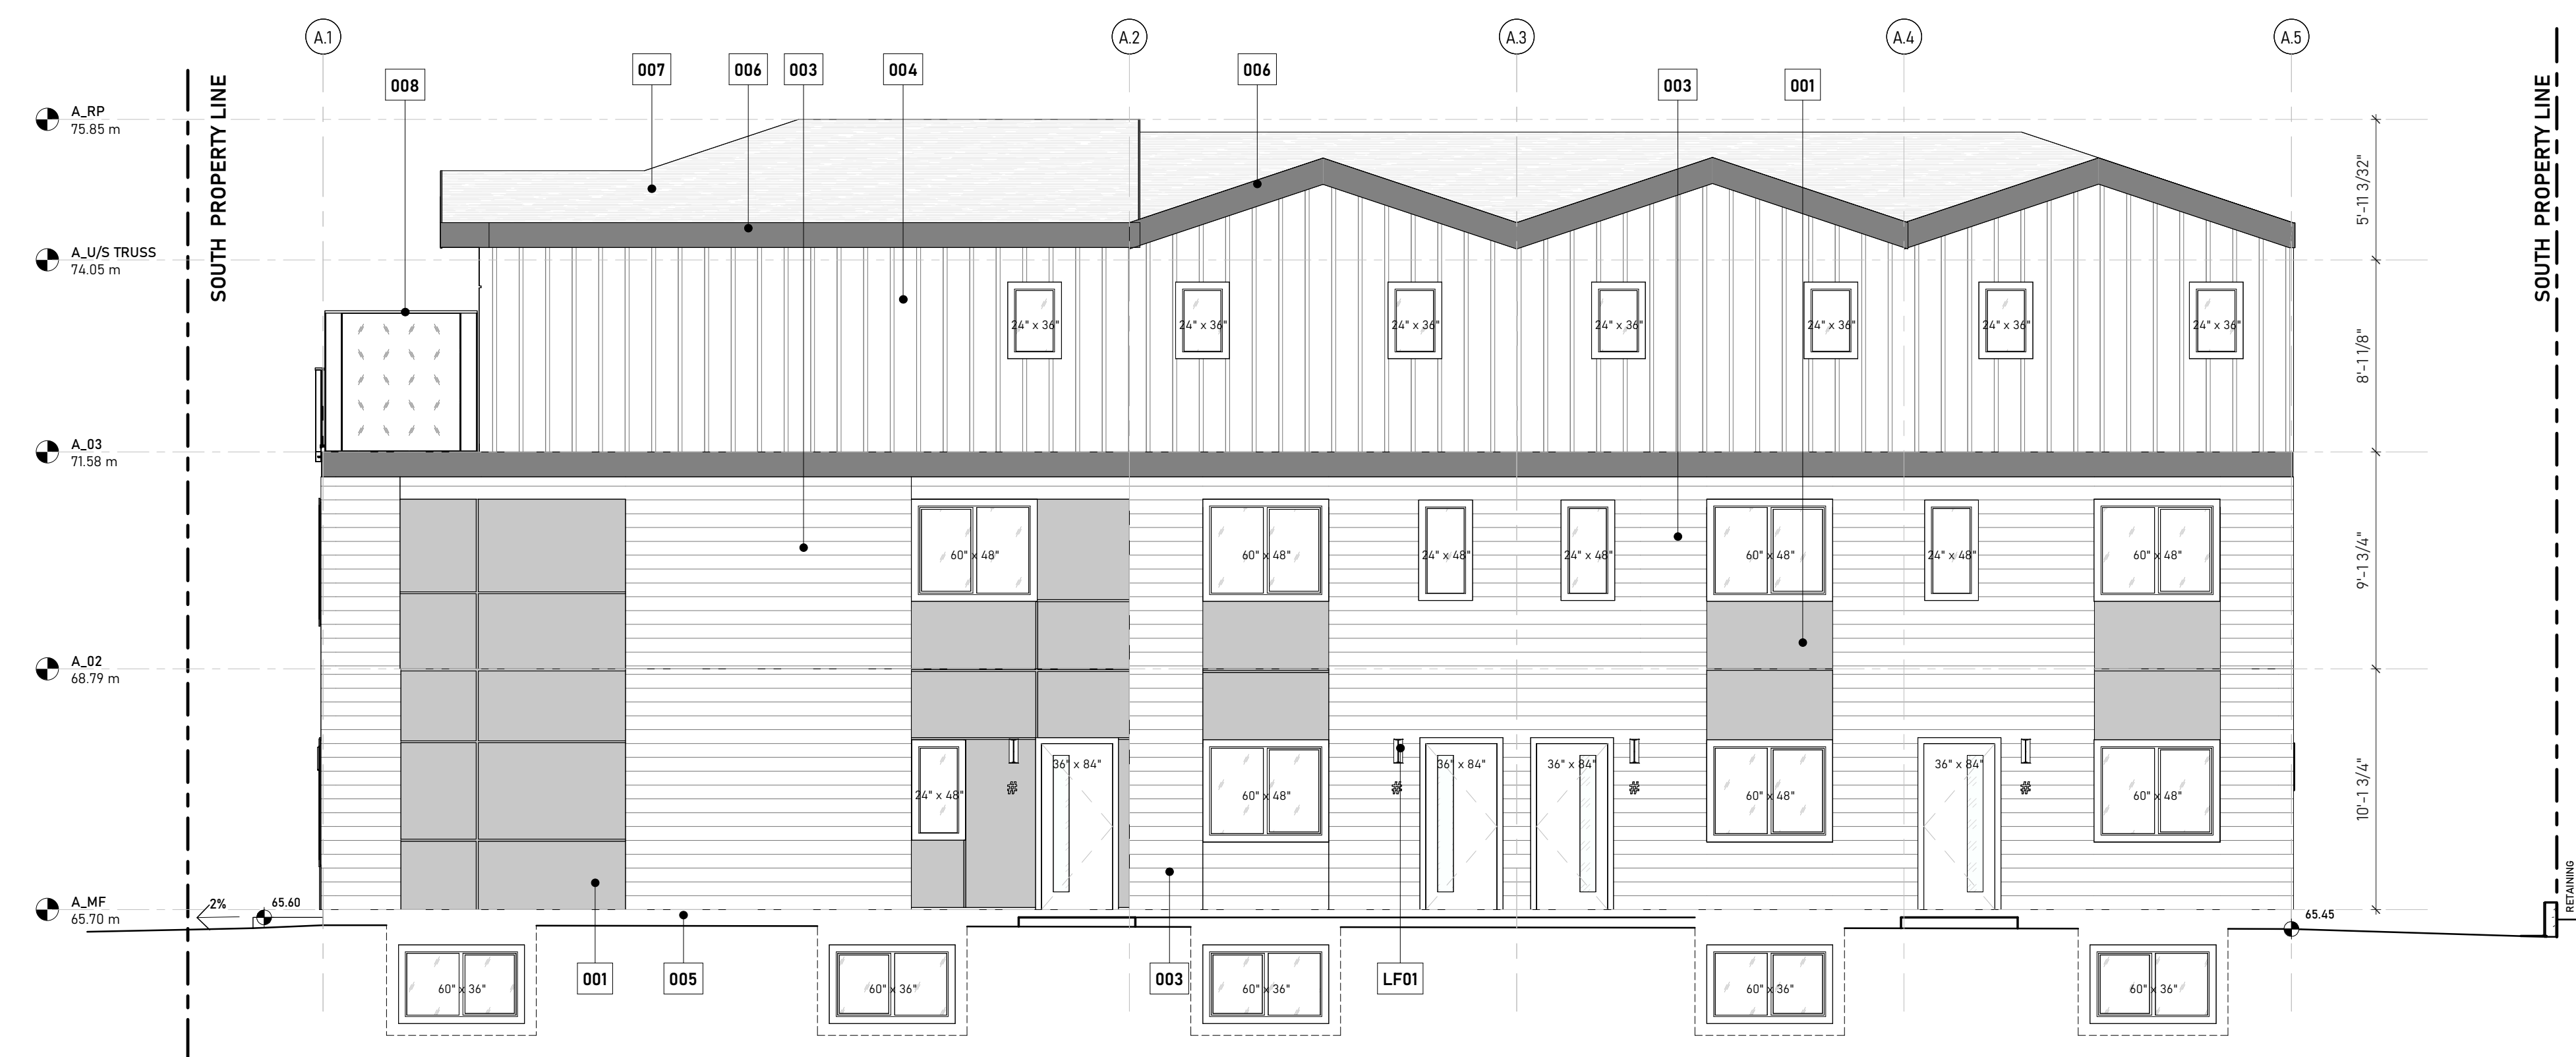 A.1
A.2
A.3
A.4
A.5
008
007
006
003
004
006
003
001
SOUTH PROPERTY LINE
SOUTH PROPERTY LINE
A_RP
75.85 m
5'-11 3/32"
A_U/S TRUSS
74.05 m
24" x 36"
24" x 36"
24" x 36"
24" x 36"
24" x 36"
24" x 36"
24" x 36"
8'-1 1/8"
A_03
71.58 m
60" x 48"
60" x 48"
24" x 48"
24" x 48"
60" x 48"
24" x 48"
60" x 48"
9'-1 3/4"
A_02
68.79 m
36" x 84"
36" x 84"
36" x 84"
36" x 84"
24" x 48"
#
60" x 48"
#
#
60" x 48"
#
60" x 48"
10'-1 3/4"
A_MF
65.70 m
2%
65.60
65.45
RETAINING
001
005
003
LF01
60" x 36"
60" x 36"
60" x 36"
60" x 36"
60" x 36"